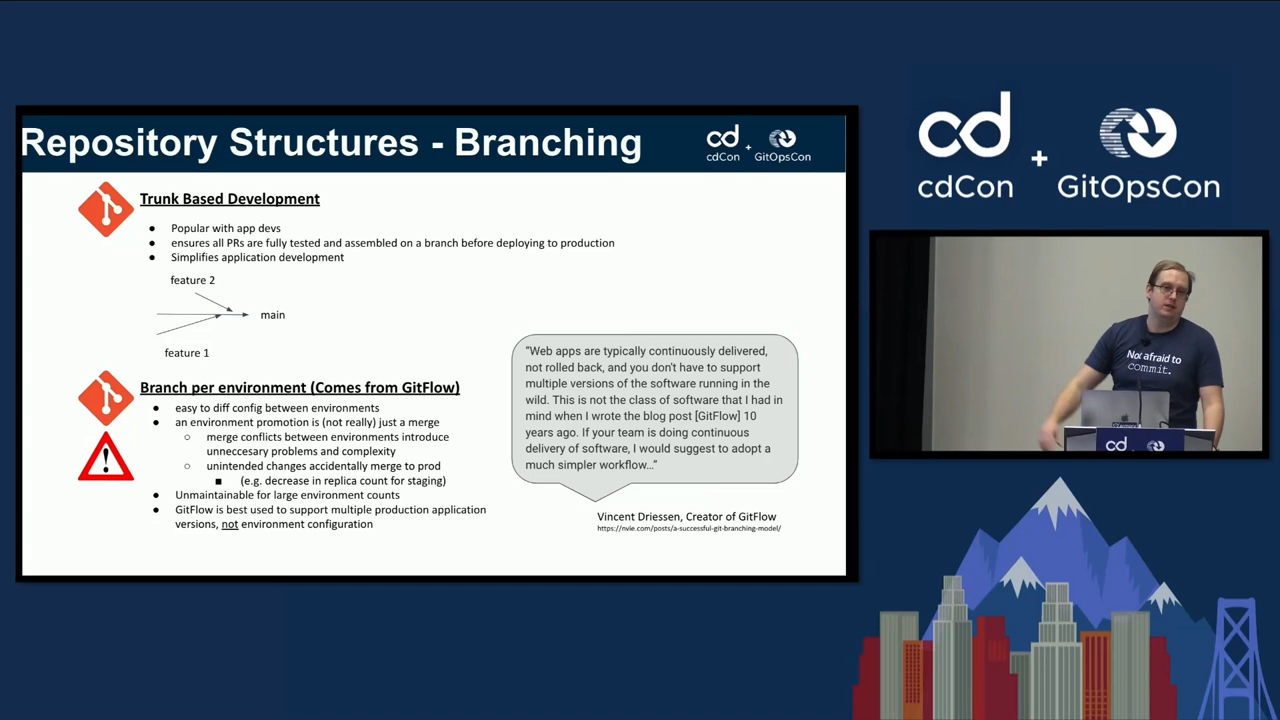 Repository Structures - Branching
cd
cdCon
+
GitOpsCon
Trunk Based Development
● Popular with app devs
● ensures all PRs are fully tested and assembled on a branch before deploying to production
● Simplifies application development
feature 2
main
feature 1
Branch per environment (Comes from GitFlow)
● easy to diff config between environments
● an environment promotion is (not really) just a merge
○ merge conflicts between environments introduce
unneccesary problems and complexity
○ unintended changes accidentally merge to prod
■ (e.g. decrease in replica count for staging)
● Unmaintainable for large environment counts
● GitFlow is best used to support multiple production application
versions, not environment configuration
"Web apps are typically continuously delivered,
not rolled back, and you don't have to support
multiple versions of the software running in the
wild. This is not the class of software that I had in
mind when I wrote the blog post [GitFlow] 10
years ago. If your team is doing continuous
delivery of software, I would suggest to adopt a
much simpler workflow…"
Vincent Driessen, Creator of GitFlow
https://nvie.com/posts/a-successful-git-branching-model/
cd
cdCon
+
GitOpsCon
Not afraid to
commit.
cd